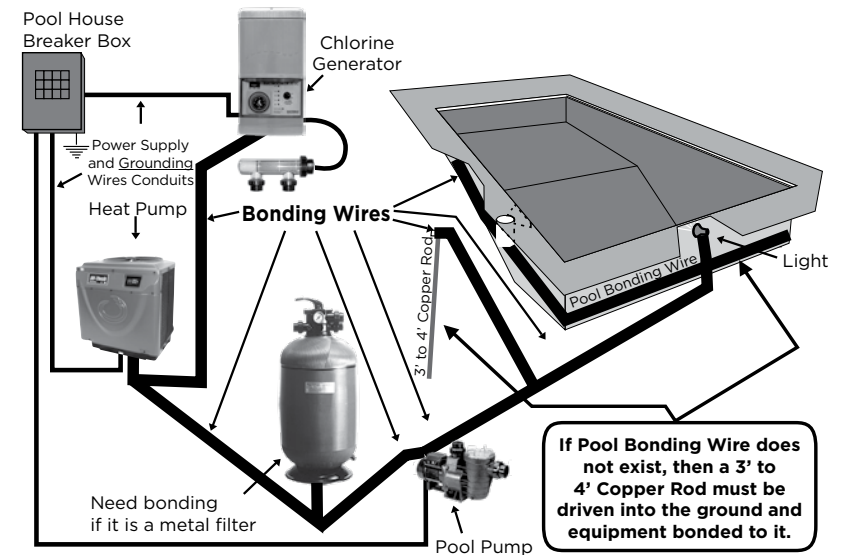 Pool House
Breaker Box
Chlorine
Generator
Power Supply
and Grounding
Wires Conduits
Heat Pump
Bonding Wires
3' to 4' Copper Rod
Pool Bonding Wire
Light
Need bonding
if it is a metal filter
Pool Pump
If Pool Bonding Wire does
not exist, then a 3’ to
4’ Copper Rod must be
driven into the ground and
equipment bonded to it.